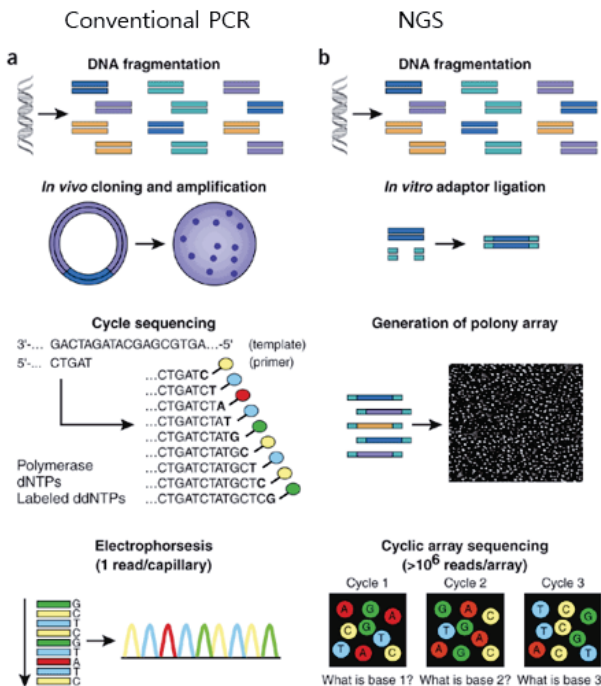 Conventional PCR
NGS
a
DNA fragmentation
In vivo cloning and amplification
Cycle sequencing
3'-... GACTAGATACGAGCGTGA...-5' (template)
5'-... CTGAT (primer)
...CTGATC
...CTGATCT
...CTGATCTA
...CTGATCTAT
...CTGATCTATG
...CTGATCTATGC
...CTGATCTATGCT
...CTGATCTATGCTC
...CTGATCTATGCTCG
Polymerase
dNTPs
Labeled ddNTPs
Electrophorsesis
(1 read/capillary)
G
C
T
C
G
T
A
T
C
b
DNA fragmentation
In vitro adaptor ligation
Generation of polony array
Cyclic array sequencing
(>10⁶ reads/array)
Cycle 1
Cycle 2
Cycle 3
A G A
C G T
T A C
G A C
T G A
A G C
T C G
T C
A C T
What is base 1?
What is base 2?
What is base 3